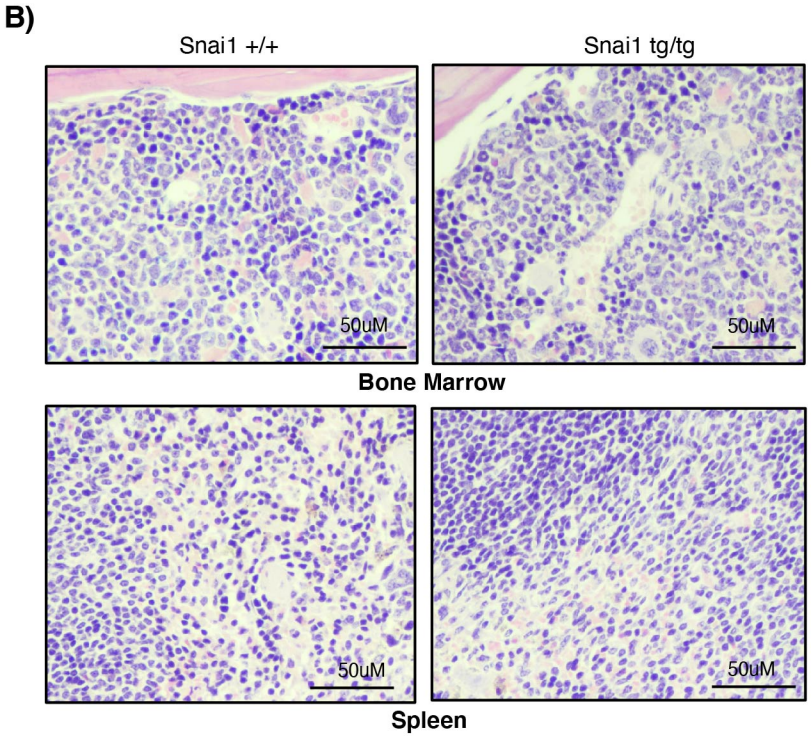 B)
Snai1 +/+
Snai1 tg/tg
50uM
50uM
Bone Marrow
50uM
50uM
Spleen